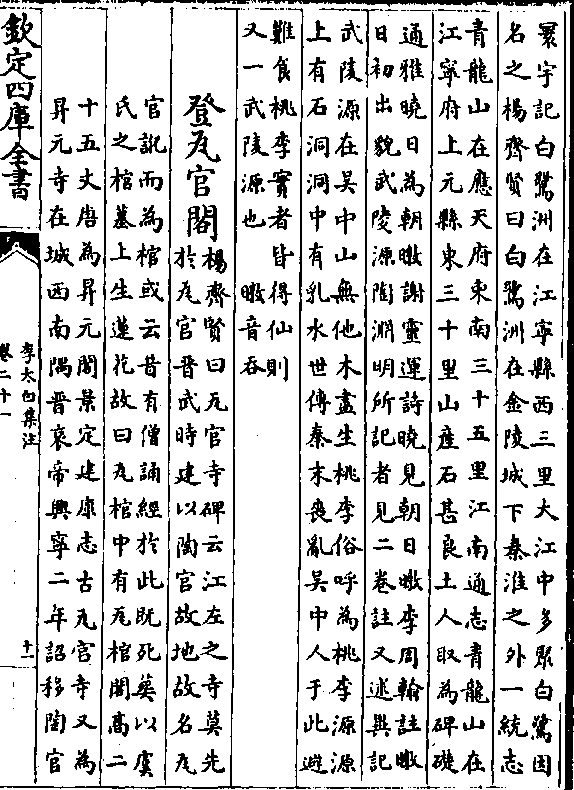 寰宇記白鷺洲在江寧縣西三里大江中多聚白鷺因
名之楊齊賢曰白鷺洲在金陵城下秦淮之外一統志
青龍山在應天府東南三十五里江南通志青龍山在
江寧府上元縣東三十里山產石甚良土人取為碑礎
通雅曉日為朝暾謝靈運詩曉見朝日暾李周翰註暾
日初出貌武陵源陶淵明所記者見二卷註又述異記
武陵源在吳中山無他木盡生桃李俗呼為桃李源源
上有石洞洞中有乳水世傳秦末喪亂吳中人于此避
難食桃李實者皆得仙則
又一武陵源也　暾音吞
登瓦官閣
楊齊賢曰瓦官寺碑云江左之寺莫先
於瓦官晉武時建以陶官故地故名瓦
官訛而為棺或云昔有僧誦經於此既死葬以虞
氏之棺墓上生蓮花故曰瓦棺中有瓦棺閣高二
十五丈唐為昇元閣景定建康志古瓦官寺又為
昇元寺在城西南隅晉哀帝興寧二年詔移陶官
欽定四庫全書
李太白集注
卷二十一
十一